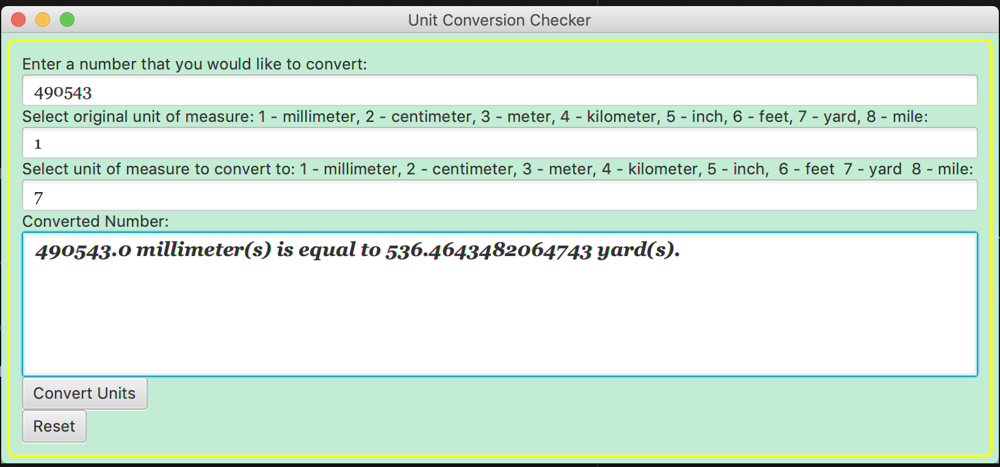 Unit Conversion Checker
Enter a number that you would like to convert:
490543
Select original unit of measure: 1 - millimeter, 2 - centimeter, 3 - meter, 4 - kilometer, 5 - inch, 6 - feet, 7 - yard, 8 - mile:
1
Select unit of measure to convert to: 1 - millimeter, 2 - centimeter, 3 - meter, 4 - kilometer, 5 - inch,  6 - feet  7 - yard  8 - mile:
7
Converted Number:
490543.0 millimeter(s) is equal to 536.4643482064743 yard(s).
Convert Units
Reset